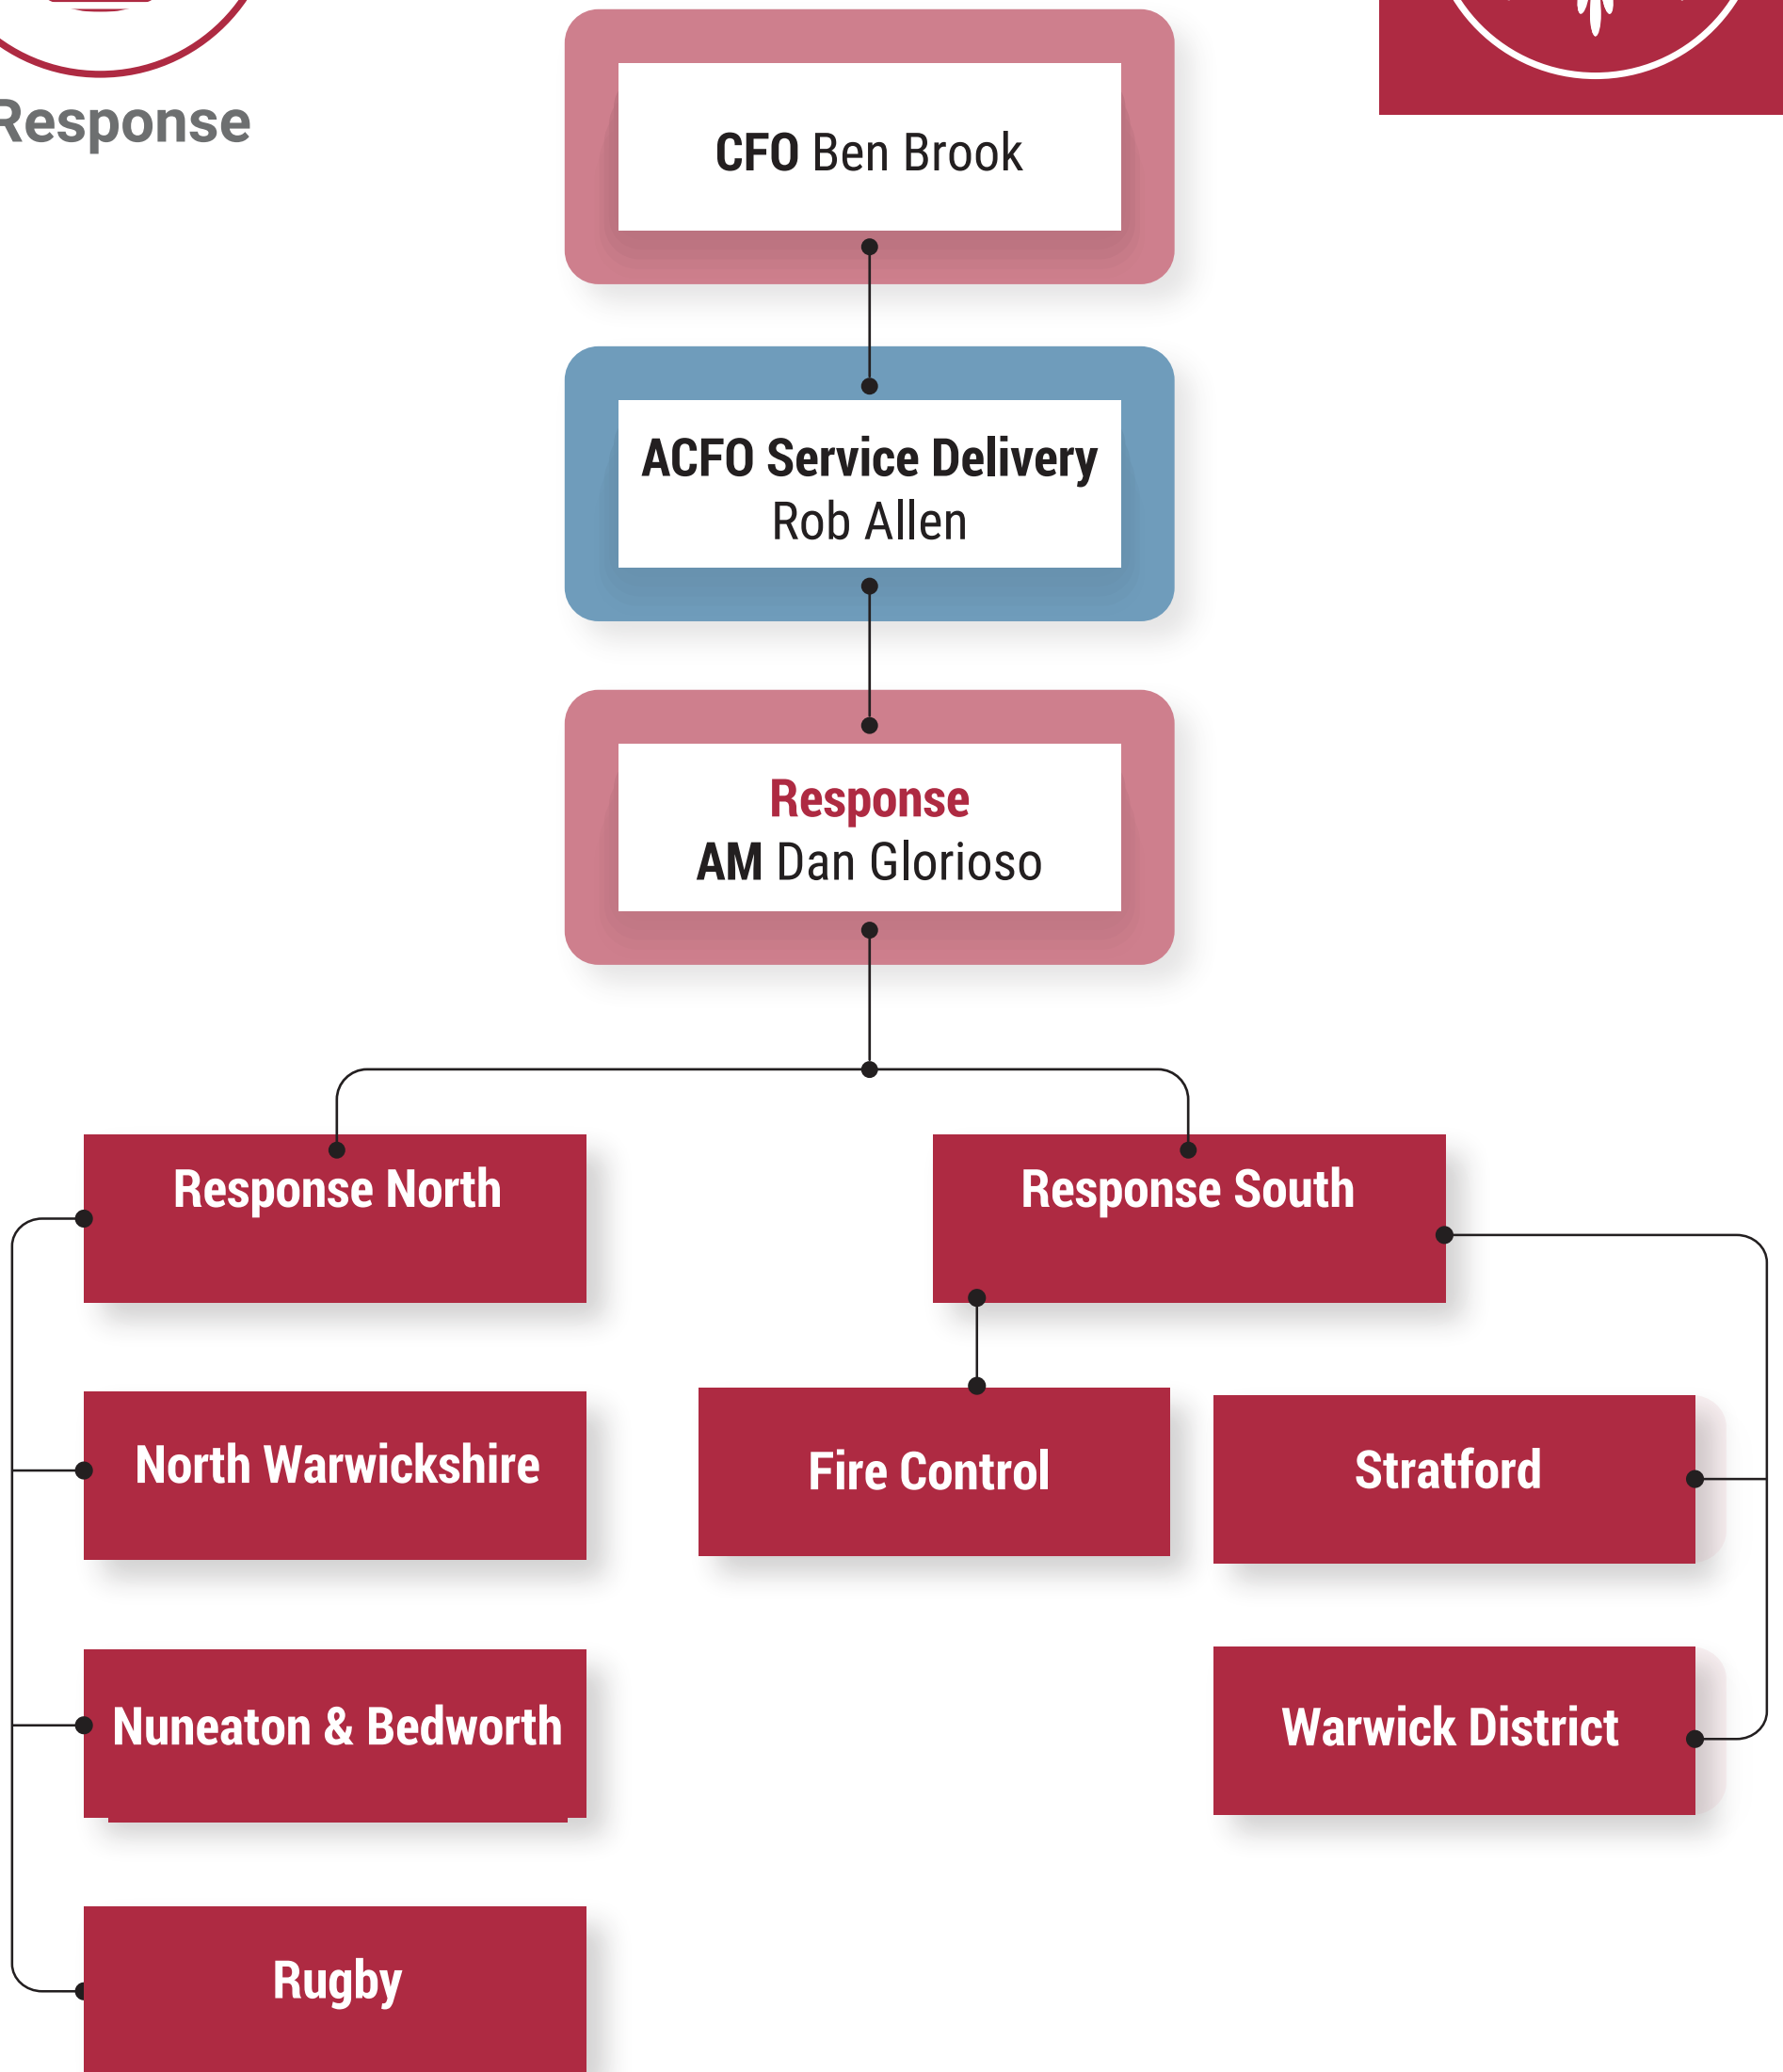 Response
CFO Ben Brook
ACFO Service Delivery
Rob Allen
Response
AM Dan Glorioso
Response North
Response South
North Warwickshire
Fire Control
Stratford
Nuneaton & Bedworth
Warwick District
Rugby